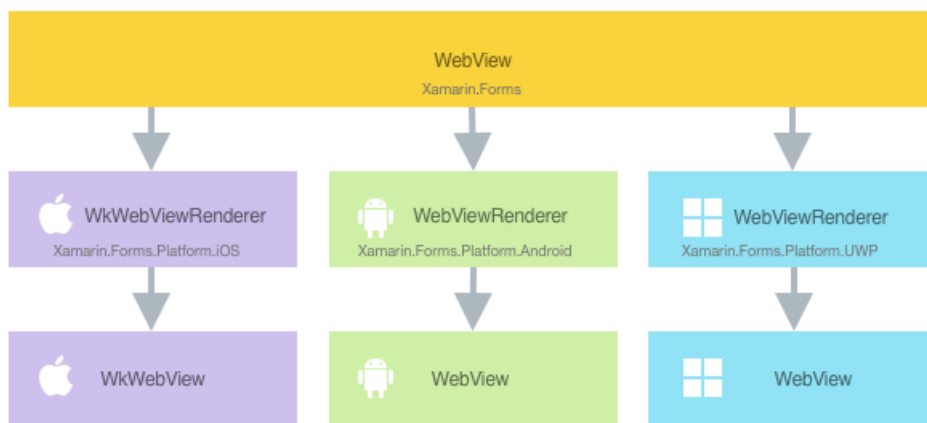 WebView
Xamarin.Forms
WkWebViewRenderer
Xamarin.Forms.Platform.iOS
WebViewRenderer
Xamarin.Forms.Platform.Android
WebViewRenderer
Xamarin.Forms.Platform.UWP
WkWebView
WebView
WebView